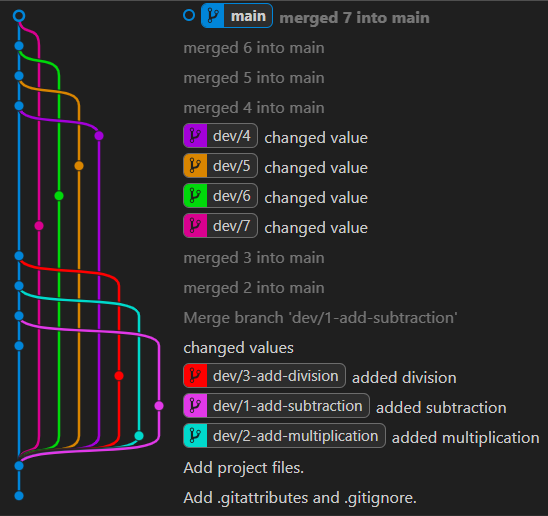 main merged 7 into main
merged 6 into main
merged 5 into main
merged 4 into main
dev/4 changed value
dev/5 changed value
dev/6 changed value
dev/7 changed value
merged 3 into main
merged 2 into main
Merge branch 'dev/1-add-subtraction'
changed values
dev/3-add-division added division
dev/1-add-subtraction added subtraction
dev/2-add-multiplication added multiplication
Add project files.
Add .gitattributes and .gitignore.